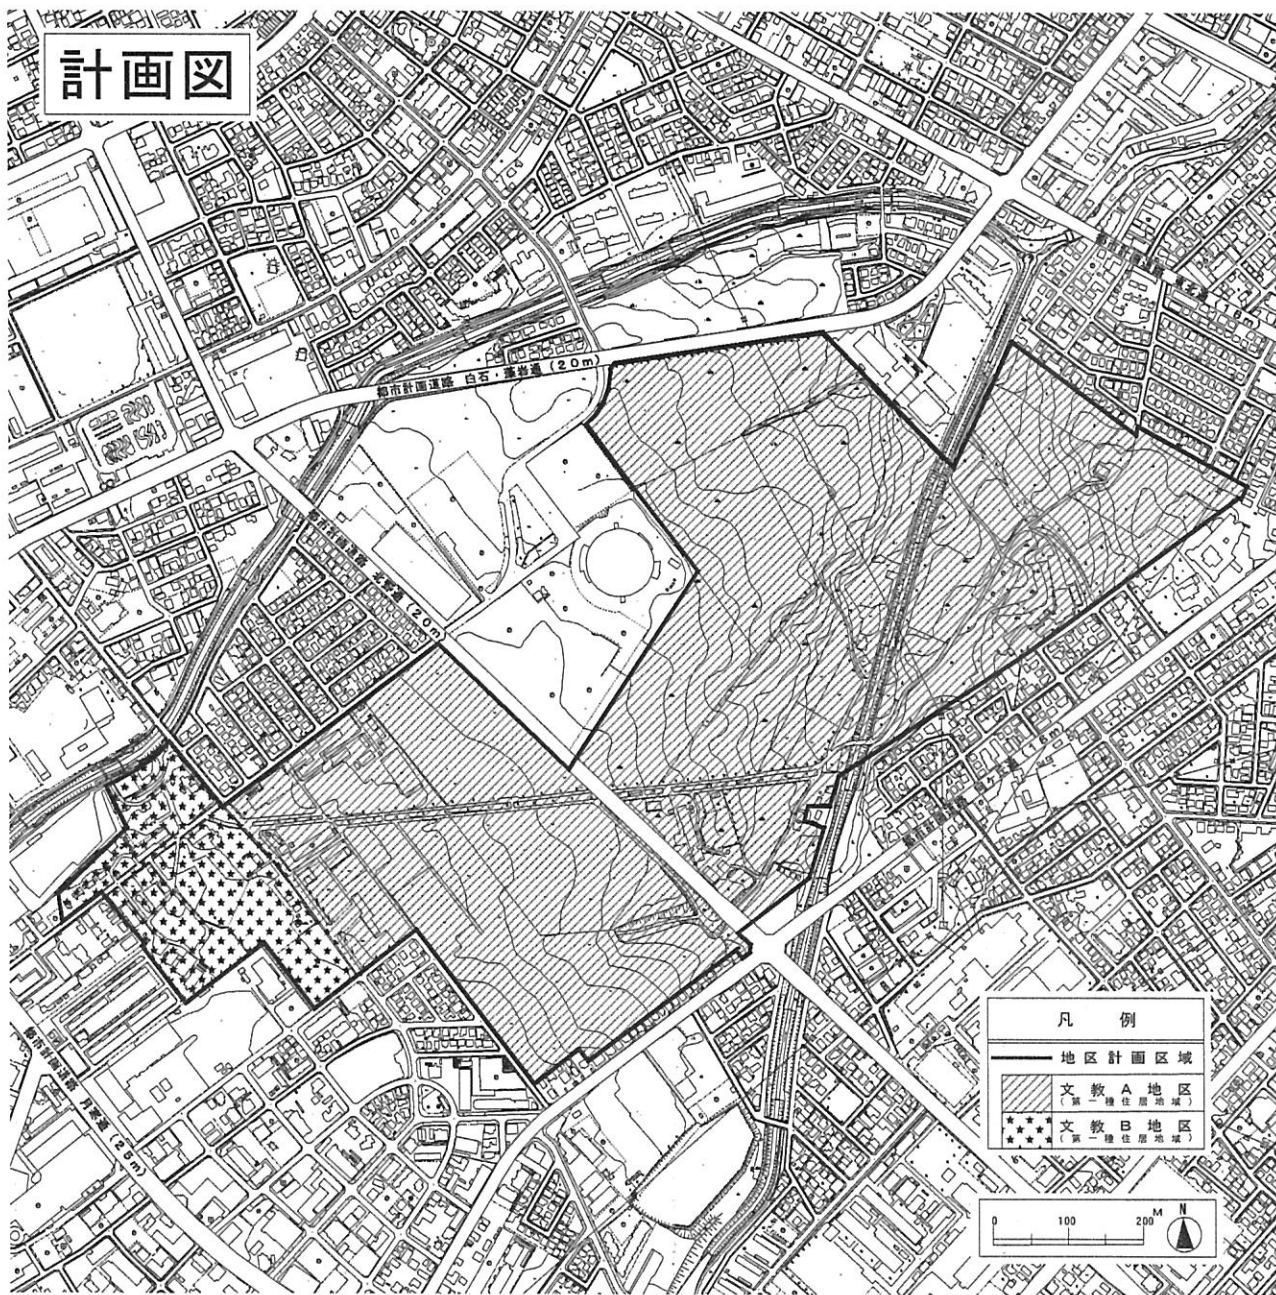 計画図
都市計画道路 白石・藻岩通(20m)
都市計画道路 北野通(20m)
都市計画道路 月寒通(25m)
凡例
地区計画区域
文教A地区
(第一種住居地域)
文教B地区
(第一種住居地域)
0 100 200 M
N